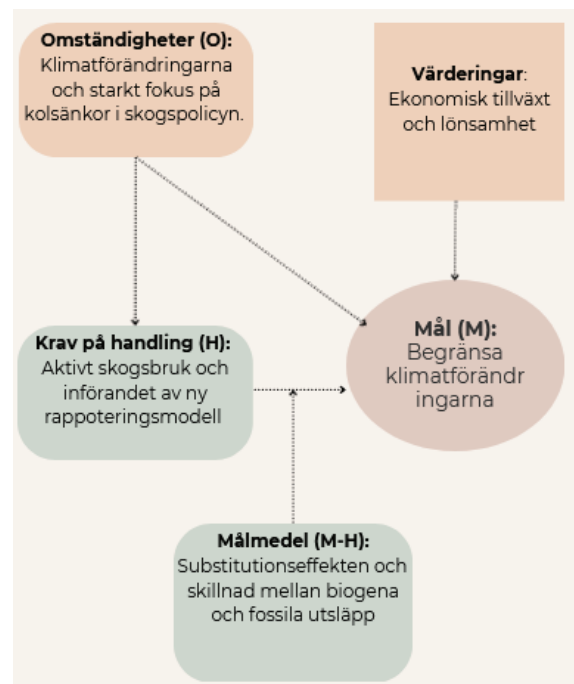 Omständigheter (O):
Klimatförändringarna
och starkt fokus på
kolsänkor i skogspolicyn.
Värderingar:
Ekonomisk tillväxt
och lönsamhet
Krav på handling (H):
Aktivt skogsbruk och
införandet av ny
rappoteringsmodell
Mål (M):
Begränsa
klimatförändr
ingarna
Målmedel (M-H):
Substitutionseffekten och
skillnad mellan biogena
och fossila utsläpp